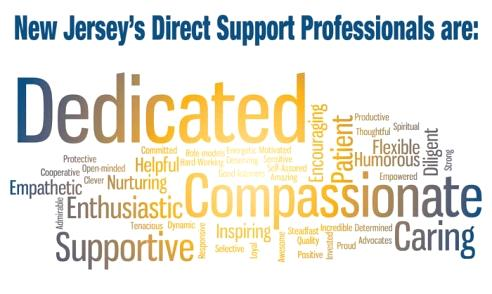 New Jersey's Direct Support Professionals are:
Dedicated
Encouraging
Patient
Productive
Thoughtful
Spiritual
Flexible
Humorous
Diligent
Strong
Empowered
Committed
Role models
Energetic
Motivated
Hard Working
Deserving
Sensitive
Self-Assured
Good listeners
Amazing
Protective
Open-minded
Helpful
Cooperative
Clever
Nurturing
Empathetic
Compassionate
Admirable
Enthusiastic
Tenacious
Dynamic
Supportive
Responsive
Inspiring
Selective
Loyal
Awesome
Steadfast
Quality
Positive
Incredible
Determined
Invested
Proud
Advocates
Caring